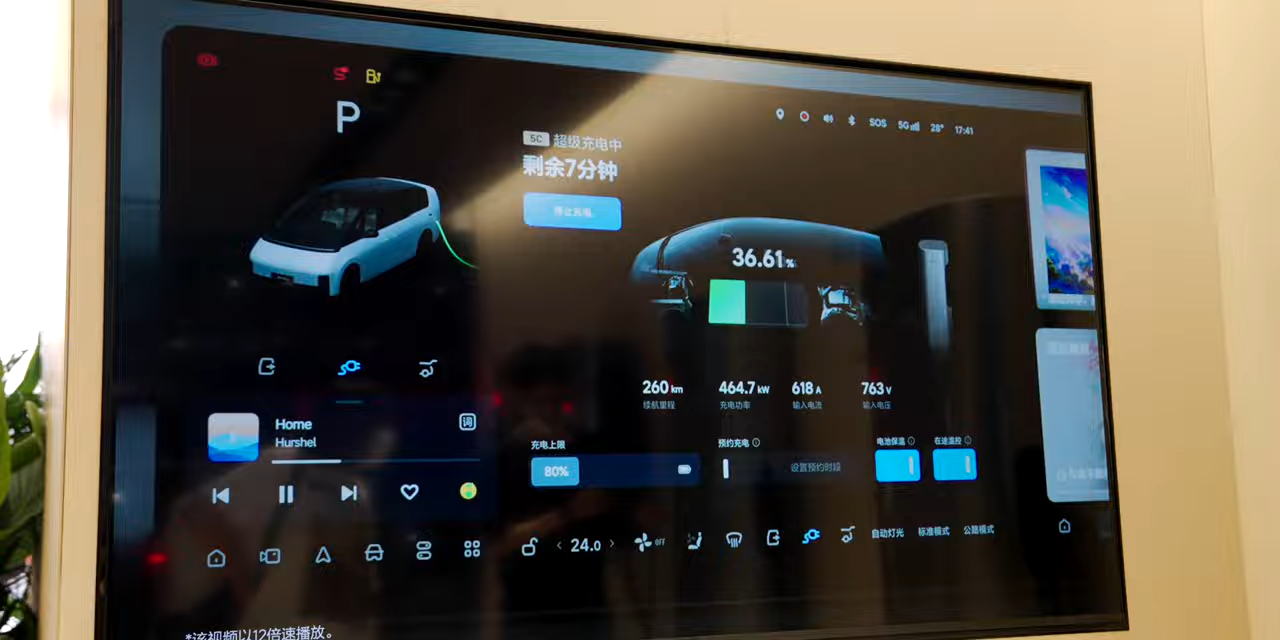 P
SOS 5G 28° 17:41
5C 超级充电中
剩余7分钟
停止充电
36.61%
260 km 464.7 kW 618 A 763 V
续航里程 充电功率 输入电流 输入电压
Home
Hurshel
词
充电上限 预约充电 电池保温 在途温控
80% 设置预约时段
24.0 OFF 自动灯光 标准模式 公路模式
*该视频以12倍速播放。